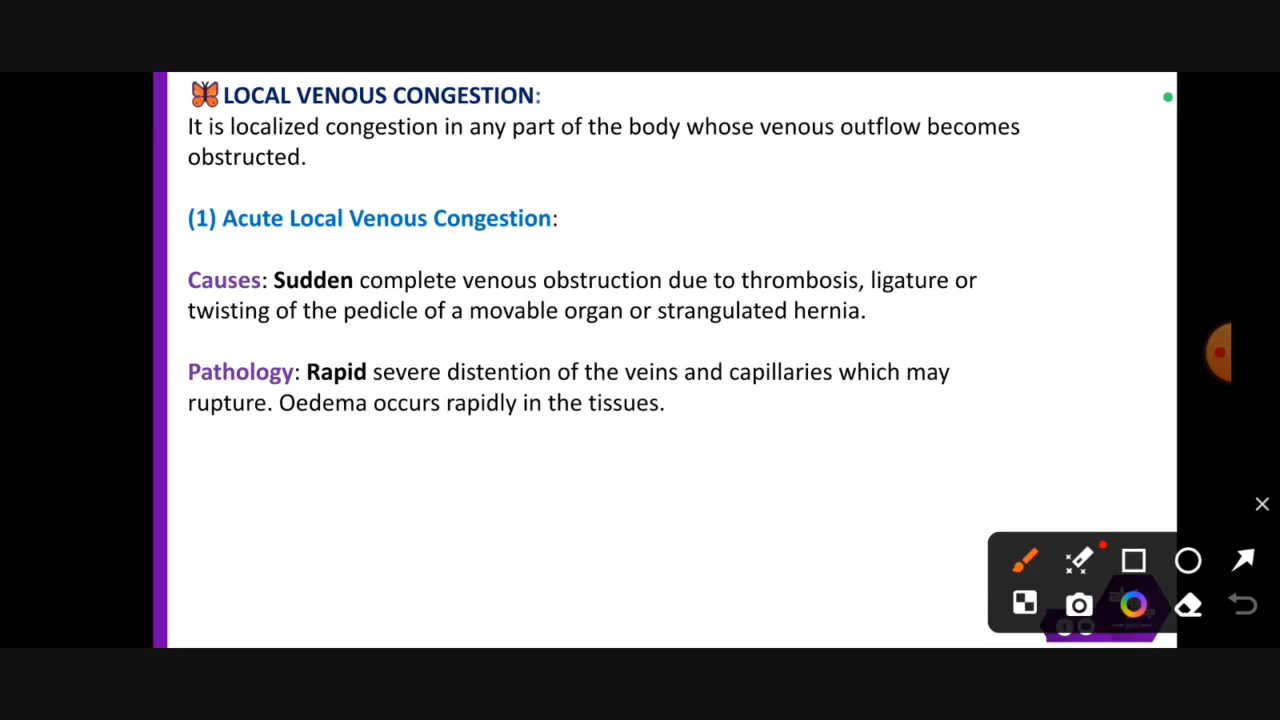 LOCAL VENOUS CONGESTION:
It is localized congestion in any part of the body whose venous outflow becomes
obstructed.
(1) Acute Local Venous Congestion:
Causes: Sudden complete venous obstruction due to thrombosis, ligature or
twisting of the pedicle of a movable organ or strangulated hernia.
Pathology: Rapid severe distention of the veins and capillaries which may
rupture. Oedema occurs rapidly in the tissues.